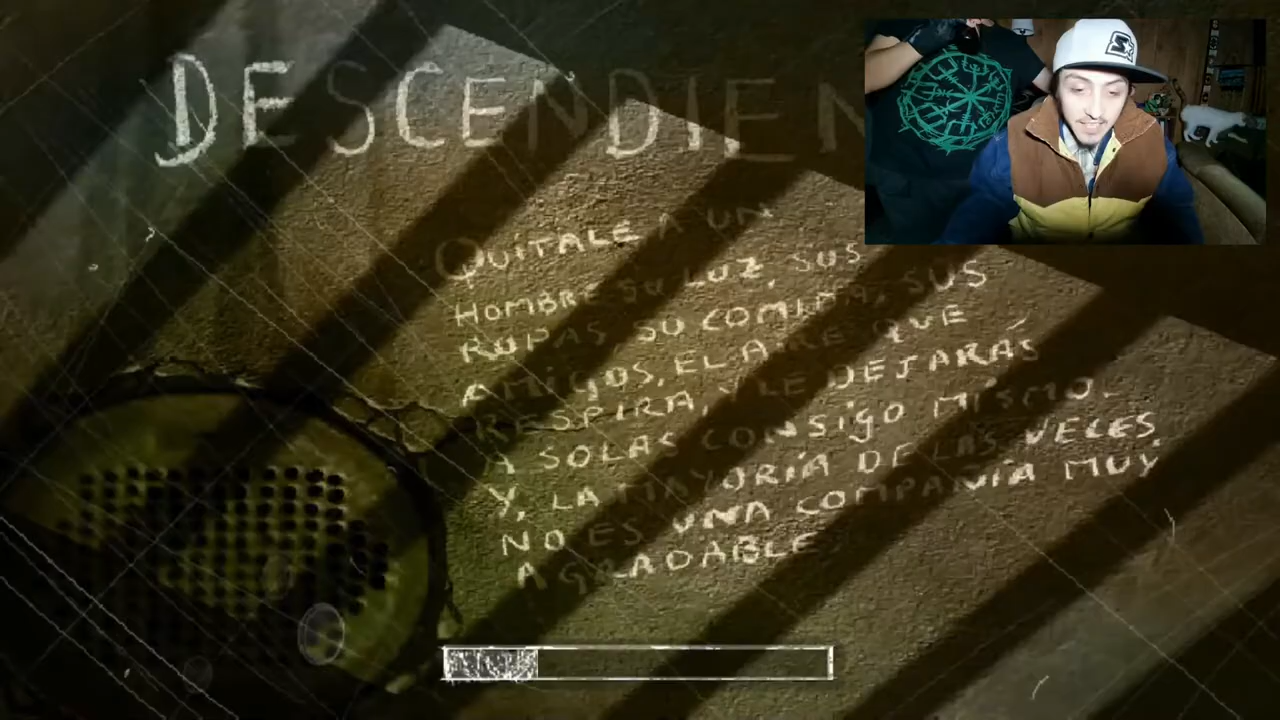 DESCENDIEN
QUÍTALE A UN
HOMBRE SU LUZ, SUS
ROPAS, SU COMIDA, SUS
AMIGOS, EL AIRE QUE
RESPIRA, Y LE DEJARÁS
A SOLAS CONSIGO MISMO.
Y, LA MAYORÍA DE LAS VECES,
NO ES UNA COMPAÑÍA MUY
AGRADABLE.